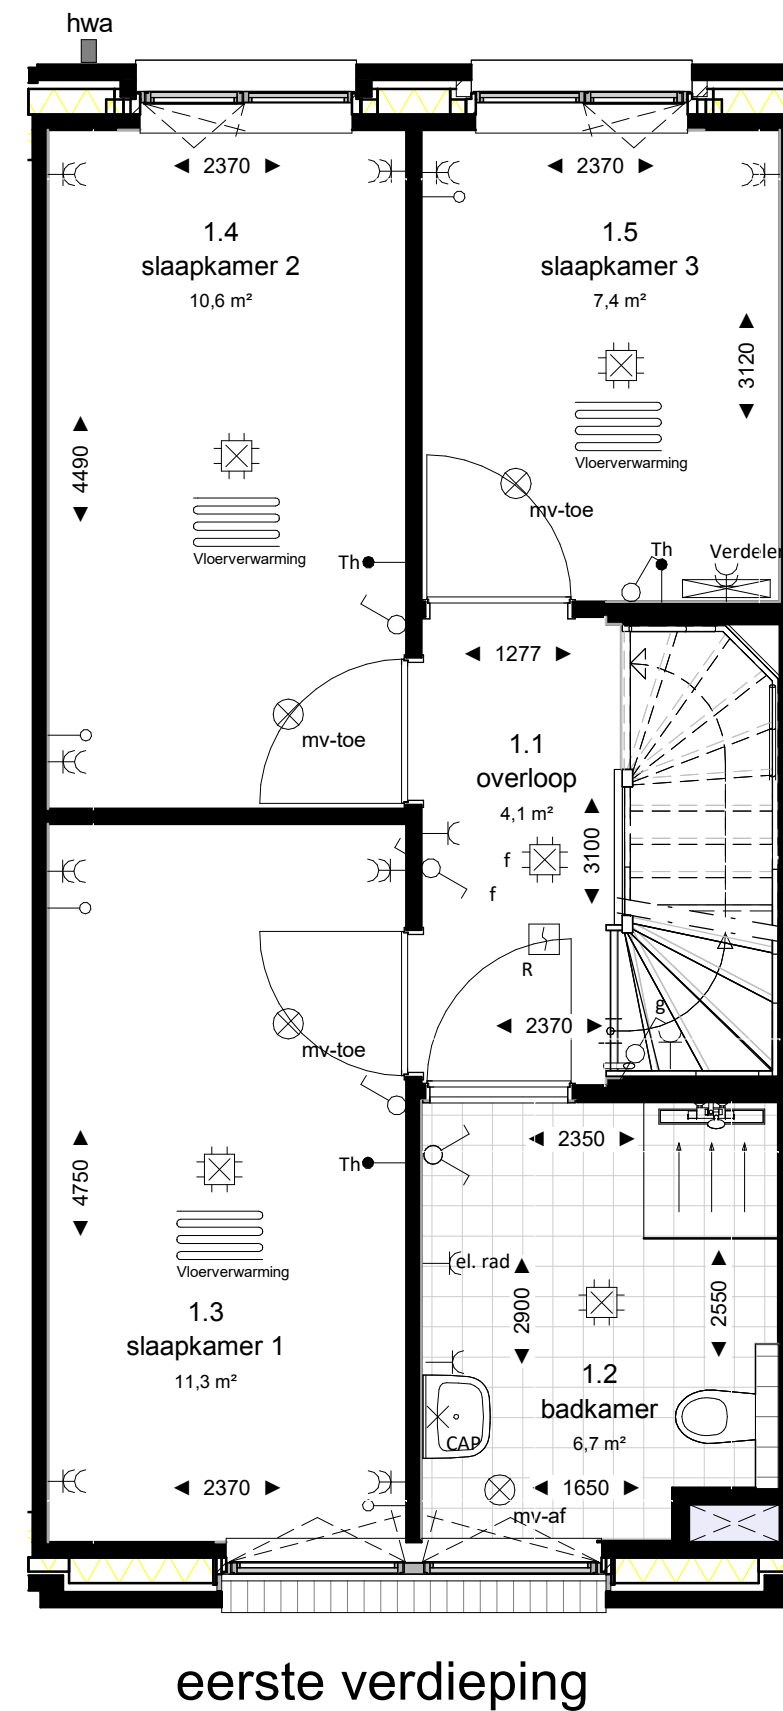 hwa
2370
2370
1.4
slaapkamer 2
10,6 m²
1.5
slaapkamer 3
7,4 m²
3120
4490
Vloerverwarming
mv-toe
Vloerverwarming
Th
Th
Verdeler
1277
mv-toe
1.1
overloop
4,1 m²
3100
f
f
R
2370
g
mv-toe
2350
Th
4750
Vloerverwarming
el. rad
2900
2550
1.3
slaapkamer 1
11,3 m²
1.2
badkamer
6,7 m²
CAP
2370
1650
mv-af
eerste verdieping